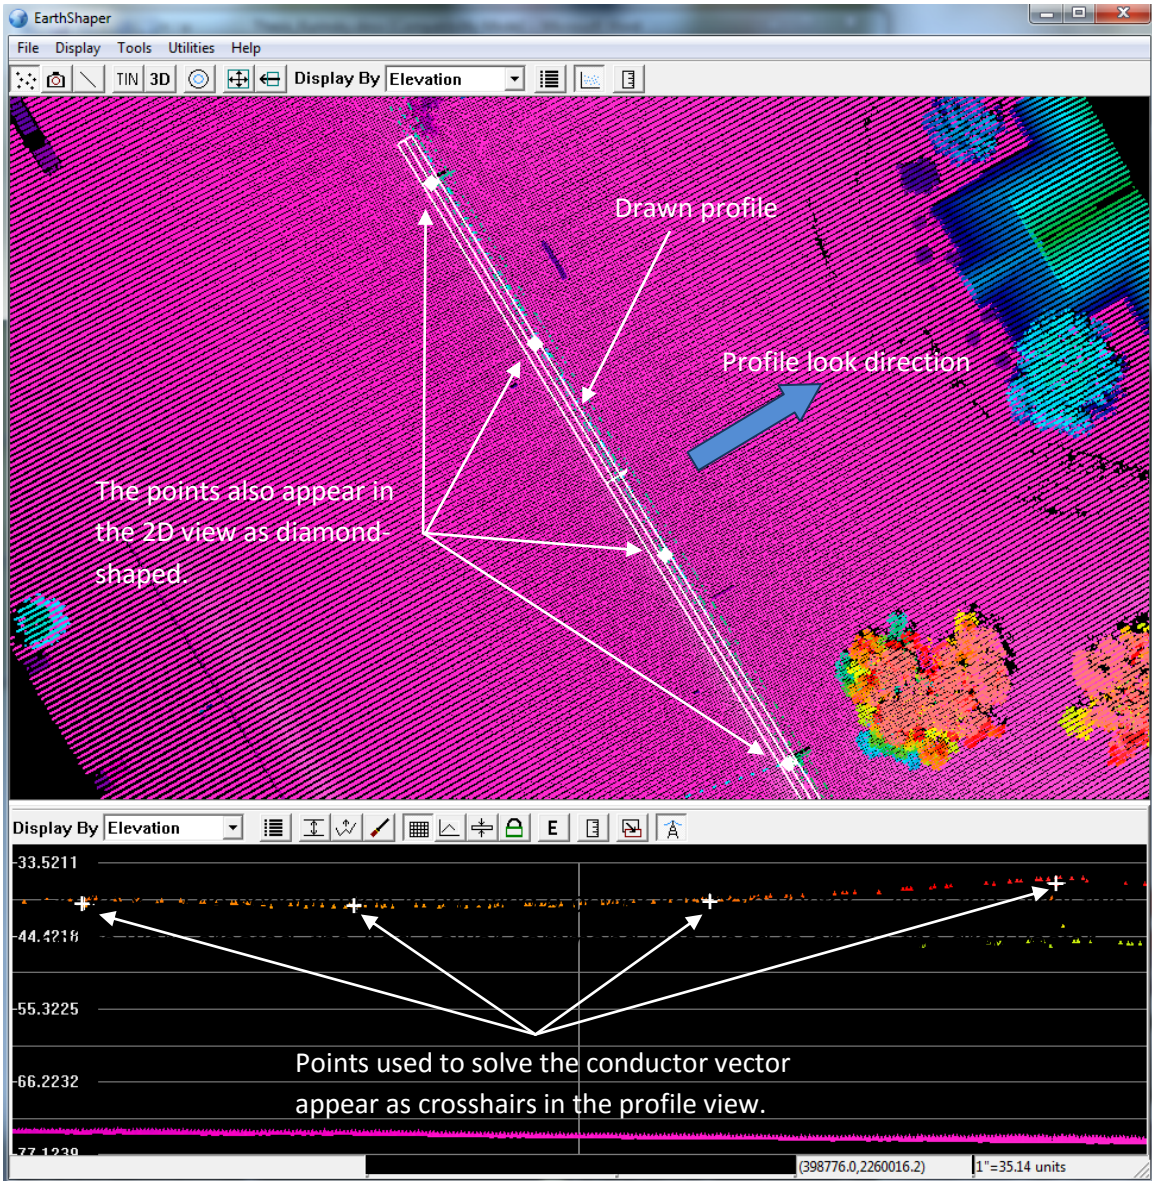 EarthShaper
File Display Tools Utilities Help
TIN 3D Display By Elevation
Drawn profile
Profile look direction
The points also appear in
the 2D view as diamond-
shaped.
Display By Elevation E
-33.5211
-44.4218
-55.3225
Points used to solve the conductor vector
-66.2232
appear as crosshairs in the profile view.
-77.1239
(398776.0,2260016.2) 1"=35.14 units